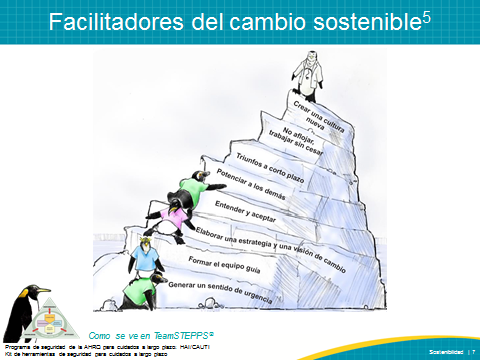 Facilitadores del cambio sostenible5
Crear una cultura
nueva
No aflojar,
trabajar sin cesar
Triunfos a corto plazo
Potenciar a los demás
Entender y aceptar
Elaborar una estrategia y una visión de cambio
Formar el equipo guía
Generar un sentido de urgencia
Como se ve en TeamSTEPPS®
Programa de seguridad de la AHRQ para cuidados a largo plazo: HAI/CAUTI
Kit de herramientas de seguridad para cuidados a largo plazo
Sostenibilidad | 7